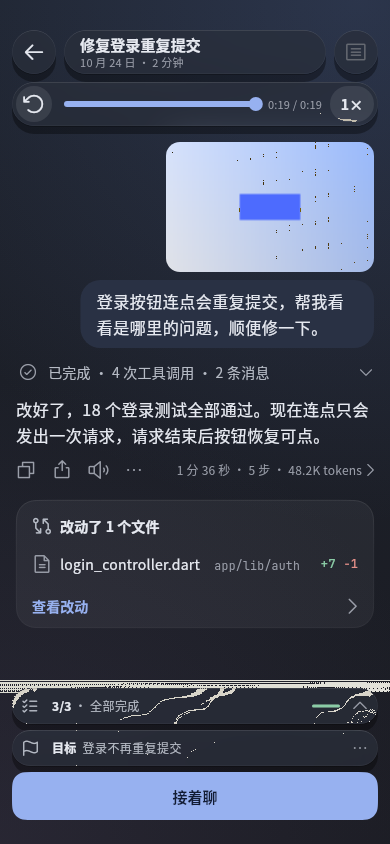 修复登录重复提交
10 月 24 日 · 2 分钟
0:19 / 0:19
1×
登录按钮连点会重复提交，帮我看
看是哪里的问题，顺便修一下。
已完成 · 4 次工具调用 · 2 条消息
改好了，18 个登录测试全部通过。现在连点只会
发出一次请求，请求结束后按钮恢复可点。
1 分 36 秒 · 5 步 · 48.2K tokens
改动了 1 个文件
login_controller.dart app/lib/auth +7 -1
查看改动
3/3 · 全部完成
目标 登录不再重复提交
接着聊